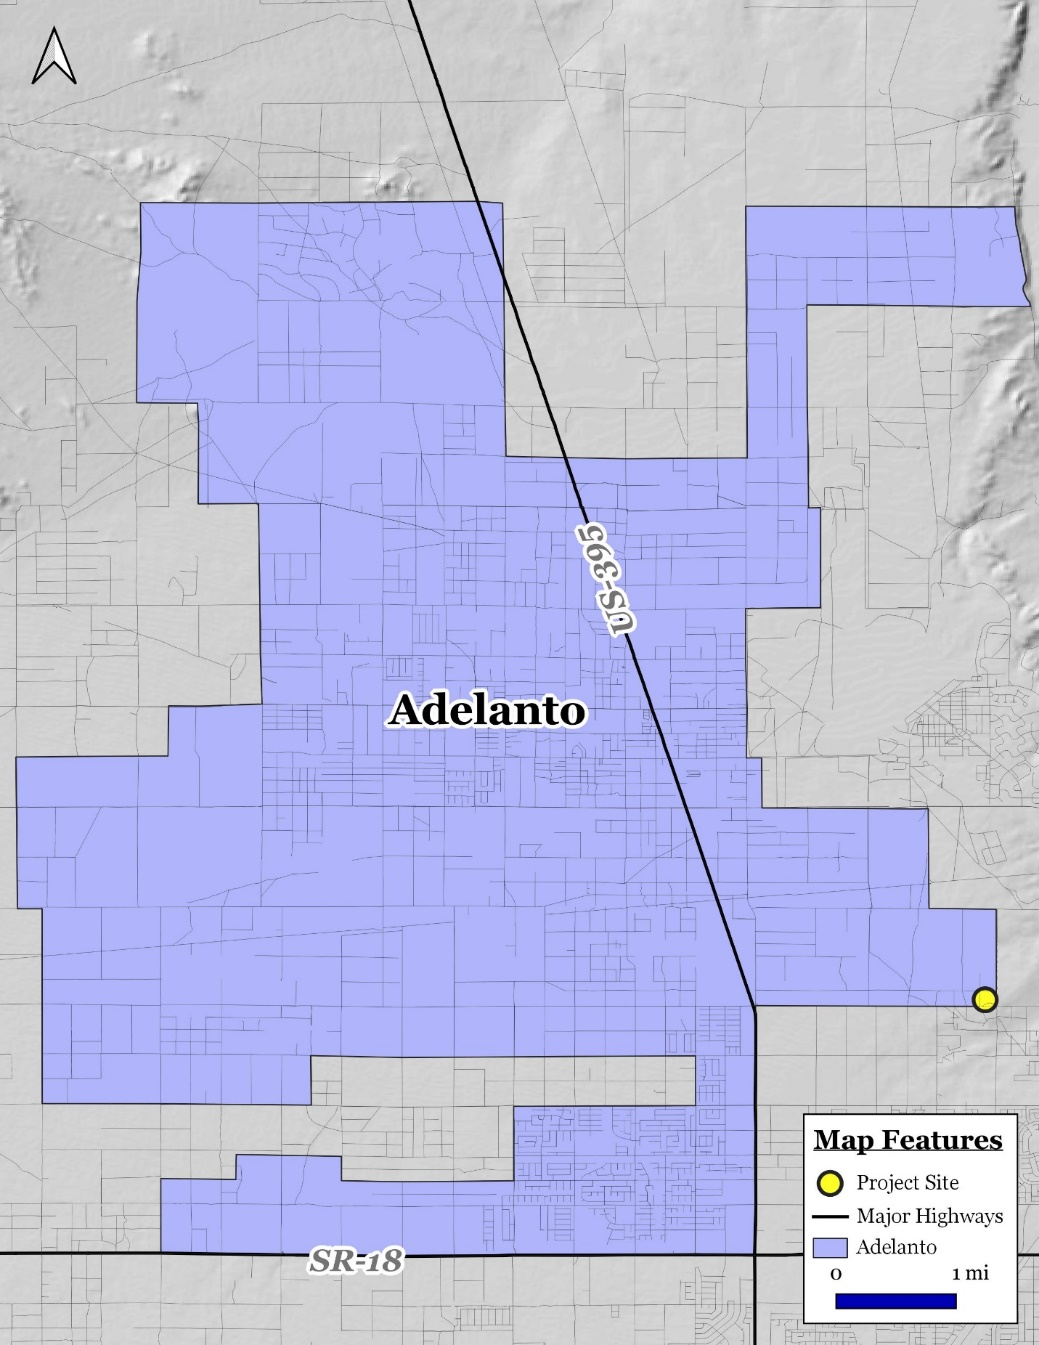 US-395
Adelanto
SR-18
Map Features
Project Site
Major Highways
Adelanto
0 1 mi